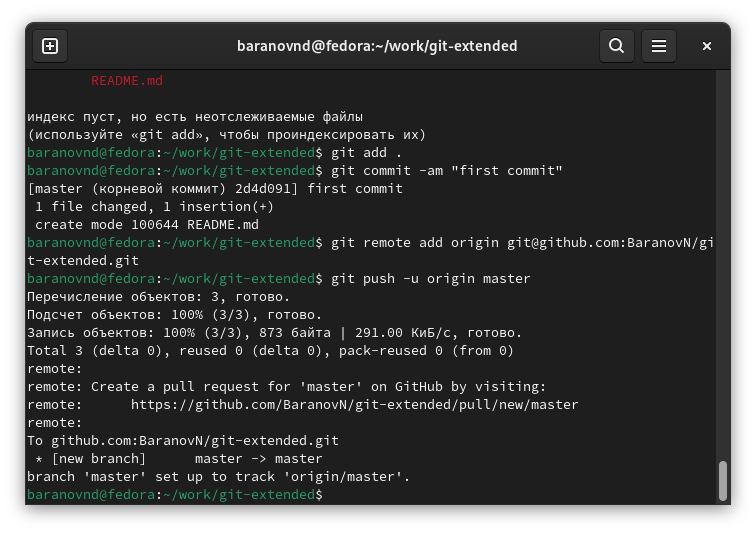 baranovnd@fedora:~/work/git-extended
README.md
индекс пуст, но есть неотслеживаемые файлы
(используйте «git add», чтобы проиндексировать их)
baranovnd@fedora:~/work/git-extended$ git add .
baranovnd@fedora:~/work/git-extended$ git commit -am "first commit"
[master (корневой коммит) 2d4d091] first commit
 1 file changed, 1 insertion(+)
 create mode 100644 README.md
baranovnd@fedora:~/work/git-extended$ git remote add origin git@github.com:BaranovN/gi
t-extended.git
baranovnd@fedora:~/work/git-extended$ git push -u origin master
Перечисление объектов: 3, готово.
Подсчет объектов: 100% (3/3), готово.
Запись объектов: 100% (3/3), 873 байта | 291.00 КиБ/с, готово.
Total 3 (delta 0), reused 0 (delta 0), pack-reused 0 (from 0)
remote:
remote: Create a pull request for 'master' on GitHub by visiting:
remote:      https://github.com/BaranovN/git-extended/pull/new/master
remote:
To github.com:BaranovN/git-extended.git
 * [new branch]      master -> master
branch 'master' set up to track 'origin/master'.
baranovnd@fedora:~/work/git-extended$